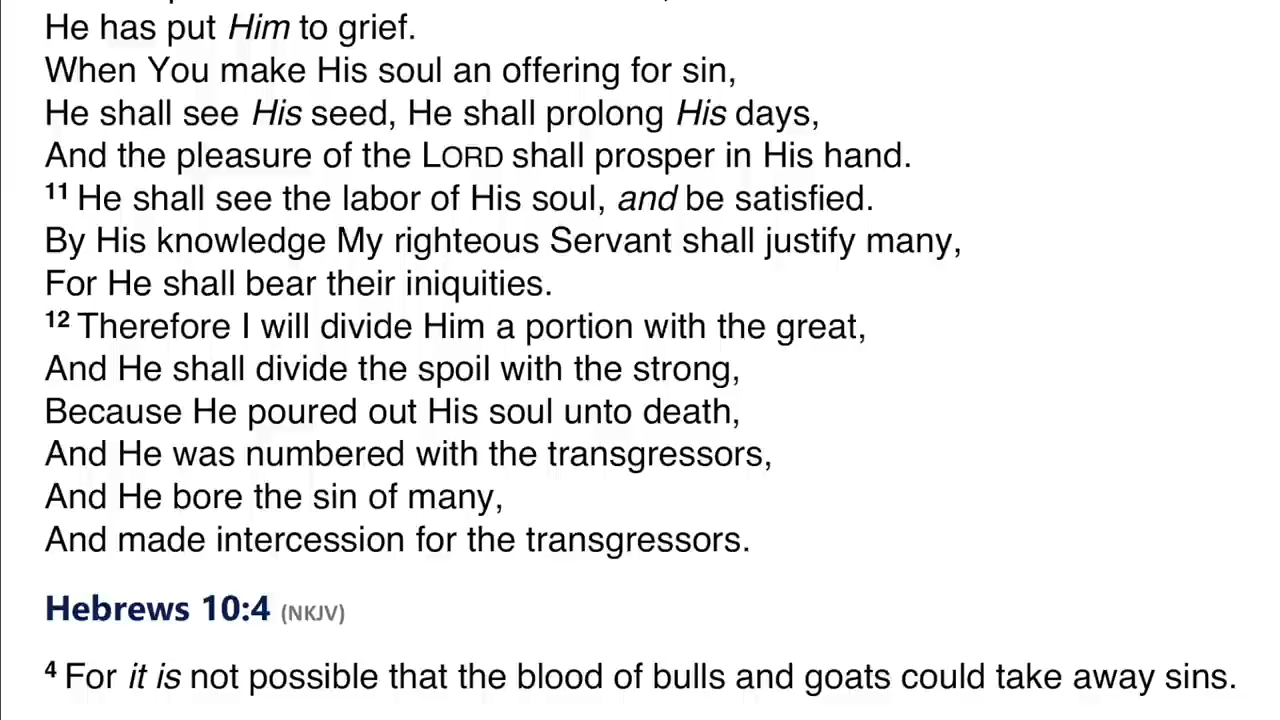 He has put Him to grief.
When You make His soul an offering for sin,
He shall see His seed, He shall prolong His days,
And the pleasure of the LORD shall prosper in His hand.
11 He shall see the labor of His soul, and be satisfied.
By His knowledge My righteous Servant shall justify many,
For He shall bear their iniquities.
12 Therefore I will divide Him a portion with the great,
And He shall divide the spoil with the strong,
Because He poured out His soul unto death,
And He was numbered with the transgressors,
And He bore the sin of many,
And made intercession for the transgressors.
Hebrews 10:4 (NKJV)
4 For it is not possible that the blood of bulls and goats could take away sins.